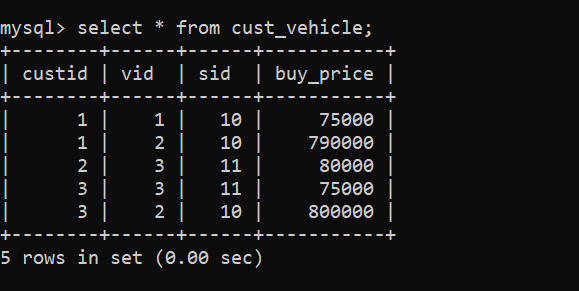 mysql> select * from cust_vehicle;
+--------+------+------+-----------+
| custid | vid  | sid  | buy_price |
+--------+------+------+-----------+
|      1 |    1 |   10 |     75000 |
|      1 |    2 |   10 |    790000 |
|      2 |    3 |   11 |     80000 |
|      3 |    3 |   11 |     75000 |
|      3 |    2 |   10 |    800000 |
+--------+------+------+-----------+
5 rows in set (0.00 sec)